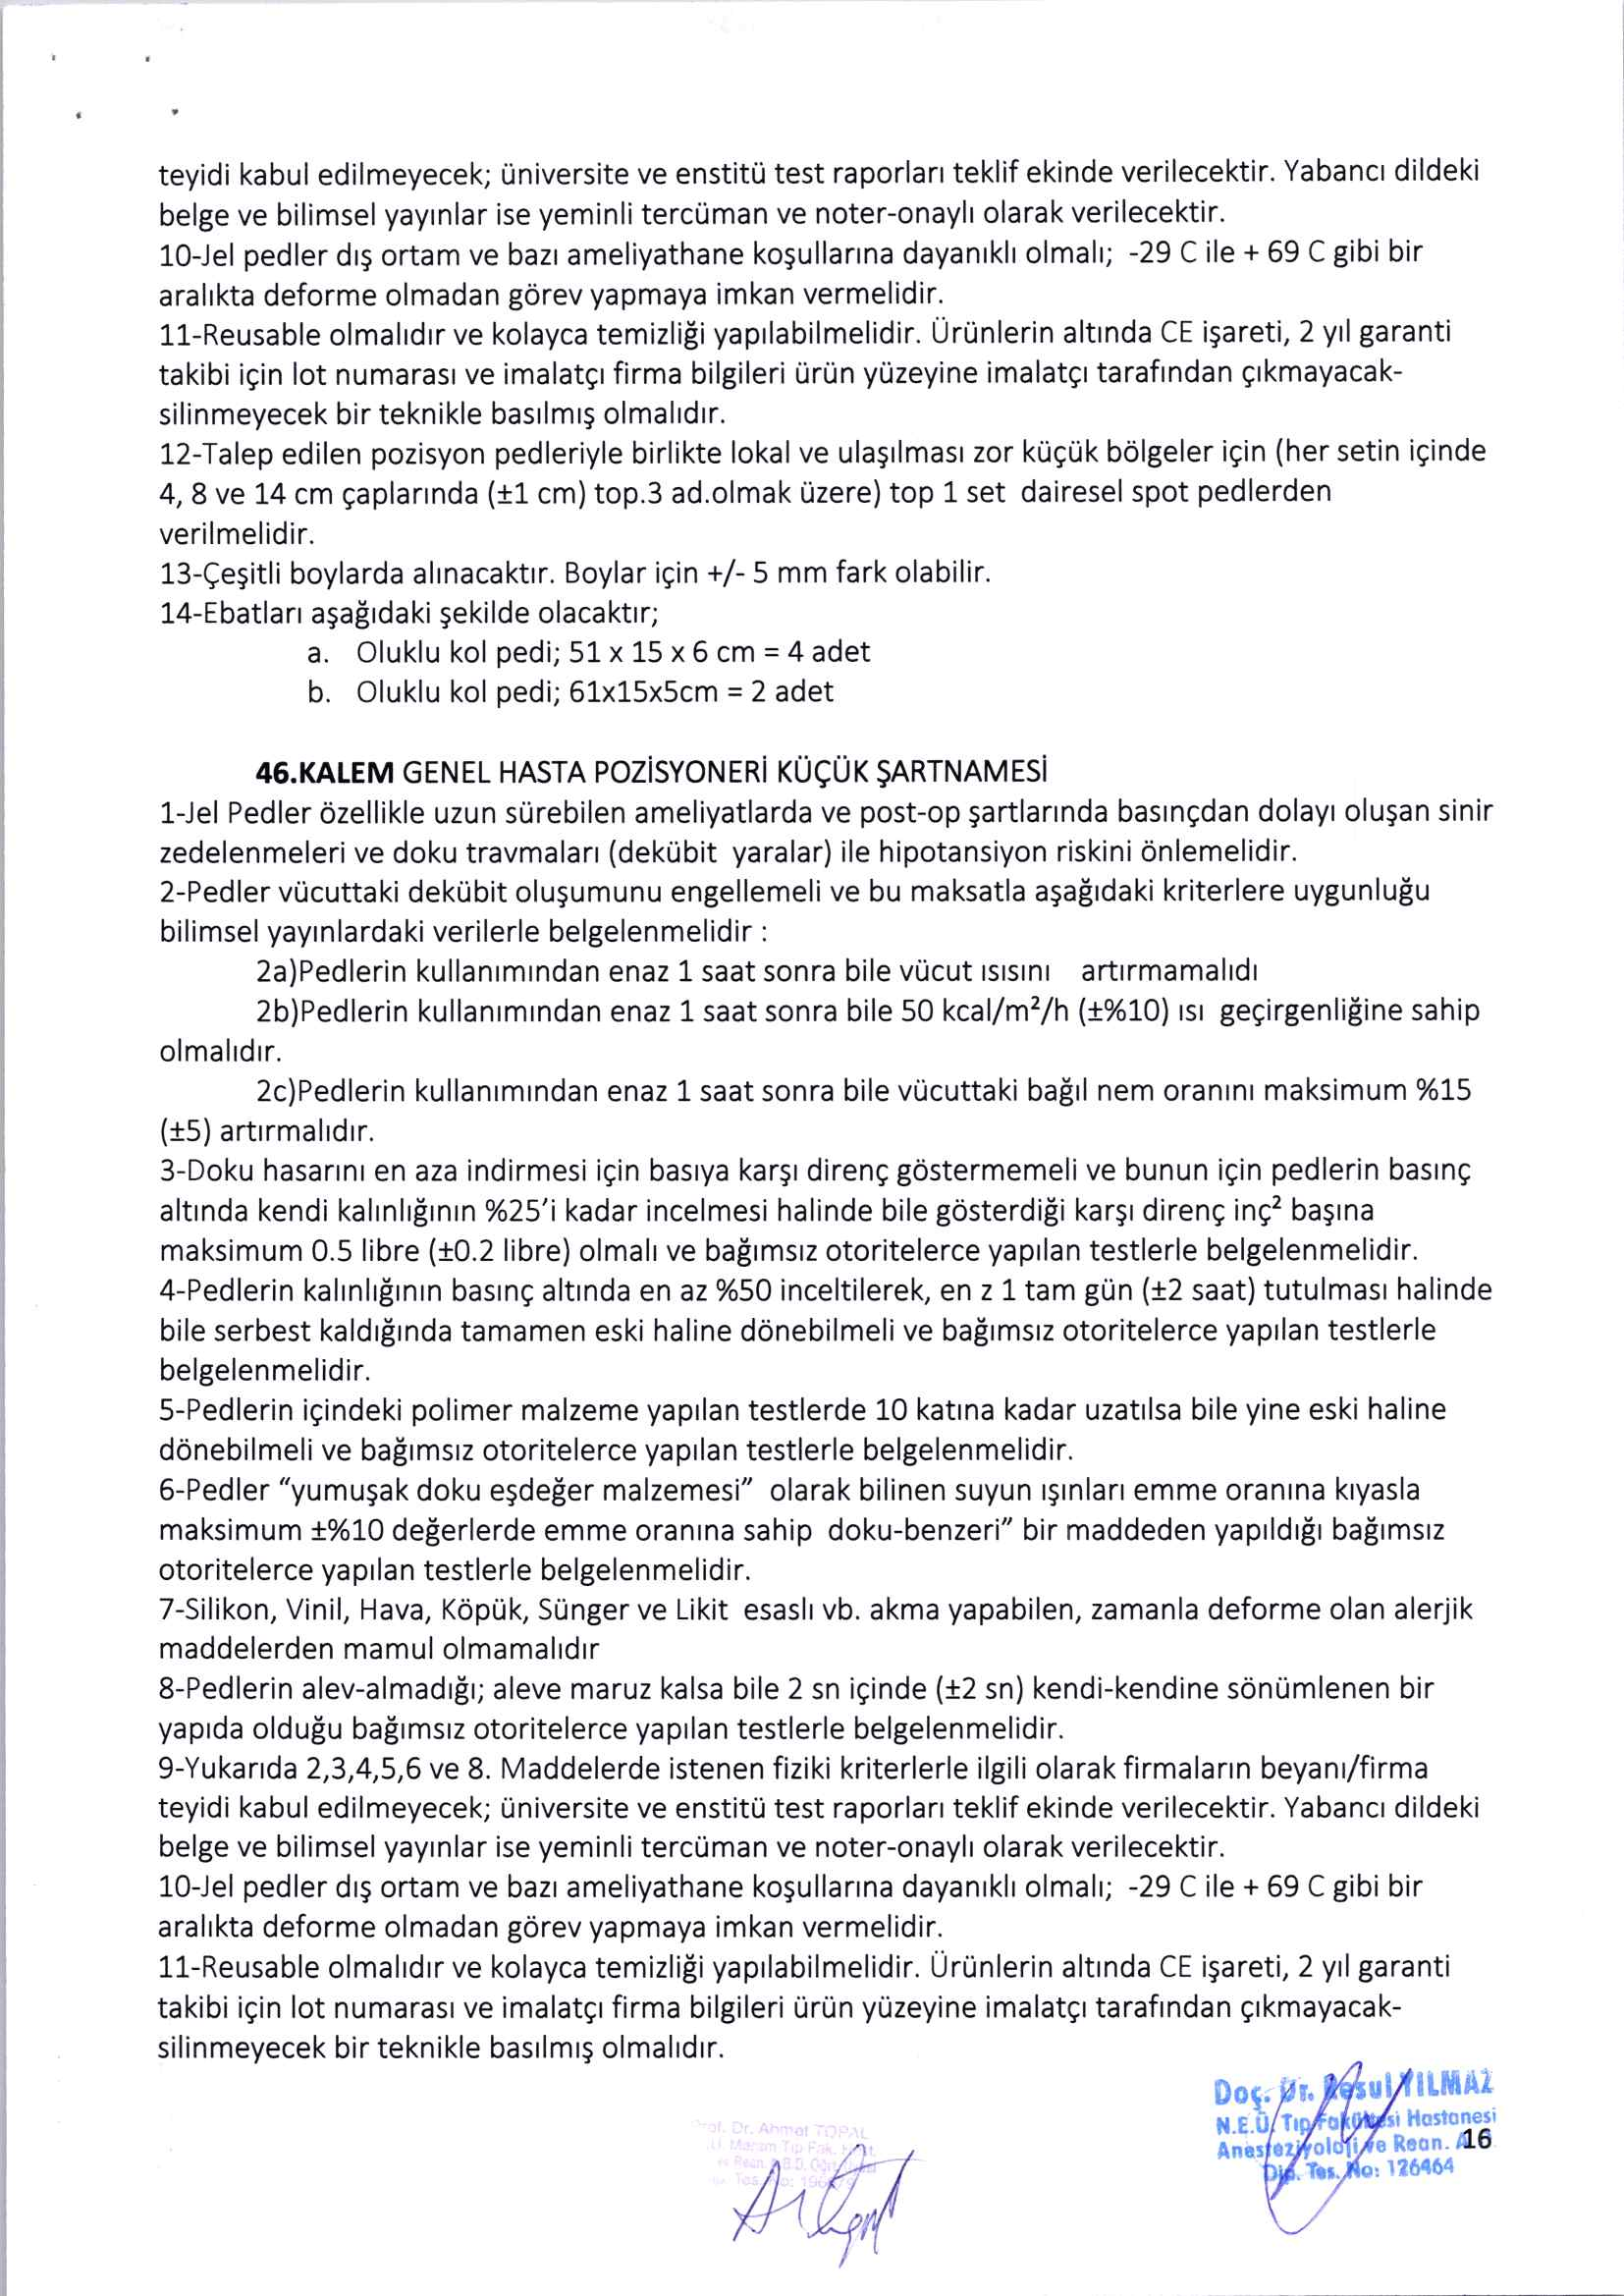 teyidi kabul edilmeyecek; üniversite ve enstitü test raporları teklif ekinde verilecektir. Yabancı dildeki
belge ve bilimsel yayınlar ise yeminli tercüman ve noter-onaylı olarak verilecektir.
10-Jel pedler dış ortam ve bazı ameliyathane koşullarına dayanıklı olmalı;  -29 C ile + 69 C gibi bir
aralıkta deforme olmadan görev yapmaya imkan vermelidir.
11-Reusable olmalıdır ve kolayca temizliği yapılabilmelidir. Ürünlerin altında CE işareti, 2 yıl garanti
takibi için lot numarası ve imalatçı firma bilgileri ürün yüzeyine imalatçı tarafından çıkmayacak-
silinmeyecek bir teknikle basılmış olmalıdır.
12-Talep edilen pozisyon pedleriyle birlikte lokal ve ulaşılması zor küçük bölgeler için (her setin içinde
4, 8 ve 14 cm çaplarında (±1 cm) top.3 ad.olmak üzere) top 1 set  dairesel spot pedlerden
verilmelidir.
13-Çeşitli boylarda alınacaktır. Boylar için +/- 5 mm fark olabilir.
14-Ebatları aşağıdaki şekilde olacaktır;
a. Oluklu kol pedi; 51 x 15 x 6 cm = 4 adet
b. Oluklu kol pedi; 61x15x5cm = 2 adet
46.KALEM GENEL HASTA POZİSYONERİ KÜÇÜK ŞARTNAMESİ
1-Jel Pedler özellikle uzun sürebilen ameliyatlarda ve post-op şartlarında basınçdan dolayı oluşan sinir
zedelenmeleri ve doku travmaları (dekübit  yaralar) ile hipotansiyon riskini önlemelidir.
2-Pedler vücuttaki dekübit oluşumunu engellemeli ve bu maksatla aşağıdaki kriterlere uygunluğu
bilimsel yayınlardaki verilerle belgelenmelidir :
2a)Pedlerin kullanımından enaz 1 saat sonra bile vücut ısısını   artırmamalıdı
2b)Pedlerin kullanımından enaz 1 saat sonra bile 50 kcal/m²/h (±%10) ısı  geçirgenliğine sahip
olmalıdır.
2c)Pedlerin kullanımından enaz 1 saat sonra bile vücuttaki bağıl nem oranını maksimum %15
(±5) artırmalıdır.
3-Doku hasarını en aza indirmesi için basıya karşı direnç göstermemeli ve bunun için pedlerin basınç
altında kendi kalınlığının %25’i kadar incelmesi halinde bile gösterdiği karşı direnç inç² başına
maksimum 0.5 libre (±0.2 libre) olmalı ve bağımsız otoritelerce yapılan testlerle belgelenmelidir.
4-Pedlerin kalınlığının basınç altında en az %50 inceltilerek, en z 1 tam gün (±2 saat) tutulması halinde
bile serbest kaldığında tamamen eski haline dönebilmeli ve bağımsız otoritelerce yapılan testlerle
belgelenmelidir.
5-Pedlerin içindeki polimer malzeme yapılan testlerde 10 katına kadar uzatılsa bile yine eski haline
dönebilmeli ve bağımsız otoritelerce yapılan testlerle belgelenmelidir.
6-Pedler “yumuşak doku eşdeğer malzemesi”  olarak bilinen suyun ışınları emme oranına kıyasla
maksimum ±%10 değerlerde emme oranına sahip  doku-benzeri” bir maddeden yapıldığı bağımsız
otoritelerce yapılan testlerle belgelenmelidir.
7-Silikon, Vinil, Hava, Köpük, Sünger ve Likit  esaslı vb. akma yapabilen, zamanla deforme olan alerjik
maddelerden mamul olmamalıdır
8-Pedlerin alev-almadığı; aleve maruz kalsa bile 2 sn içinde (±2 sn) kendi-kendine sönümlenen bir
yapıda olduğu bağımsız otoritelerce yapılan testlerle belgelenmelidir.
9-Yukarıda 2,3,4,5,6 ve 8. Maddelerde istenen fiziki kriterlerle ilgili olarak firmaların beyanı/firma
teyidi kabul edilmeyecek; üniversite ve enstitü test raporları teklif ekinde verilecektir. Yabancı dildeki
belge ve bilimsel yayınlar ise yeminli tercüman ve noter-onaylı olarak verilecektir.
10-Jel pedler dış ortam ve bazı ameliyathane koşullarına dayanıklı olmalı;  -29 C ile + 69 C gibi bir
aralıkta deforme olmadan görev yapmaya imkan vermelidir.
11-Reusable olmalıdır ve kolayca temizliği yapılabilmelidir. Ürünlerin altında CE işareti, 2 yıl garanti
takibi için lot numarası ve imalatçı firma bilgileri ürün yüzeyine imalatçı tarafından çıkmayacak-
silinmeyecek bir teknikle basılmış olmalıdır.
Doç. Dr. Resul YILMAZ
N.E.Ü. Tıp Fakültesi Hastanesi
Anesteziyoloji ve Rean.
Dip. Tes. No: 126464
16
Dr. Ahmet TOPAL
Meram Tıp Fak.